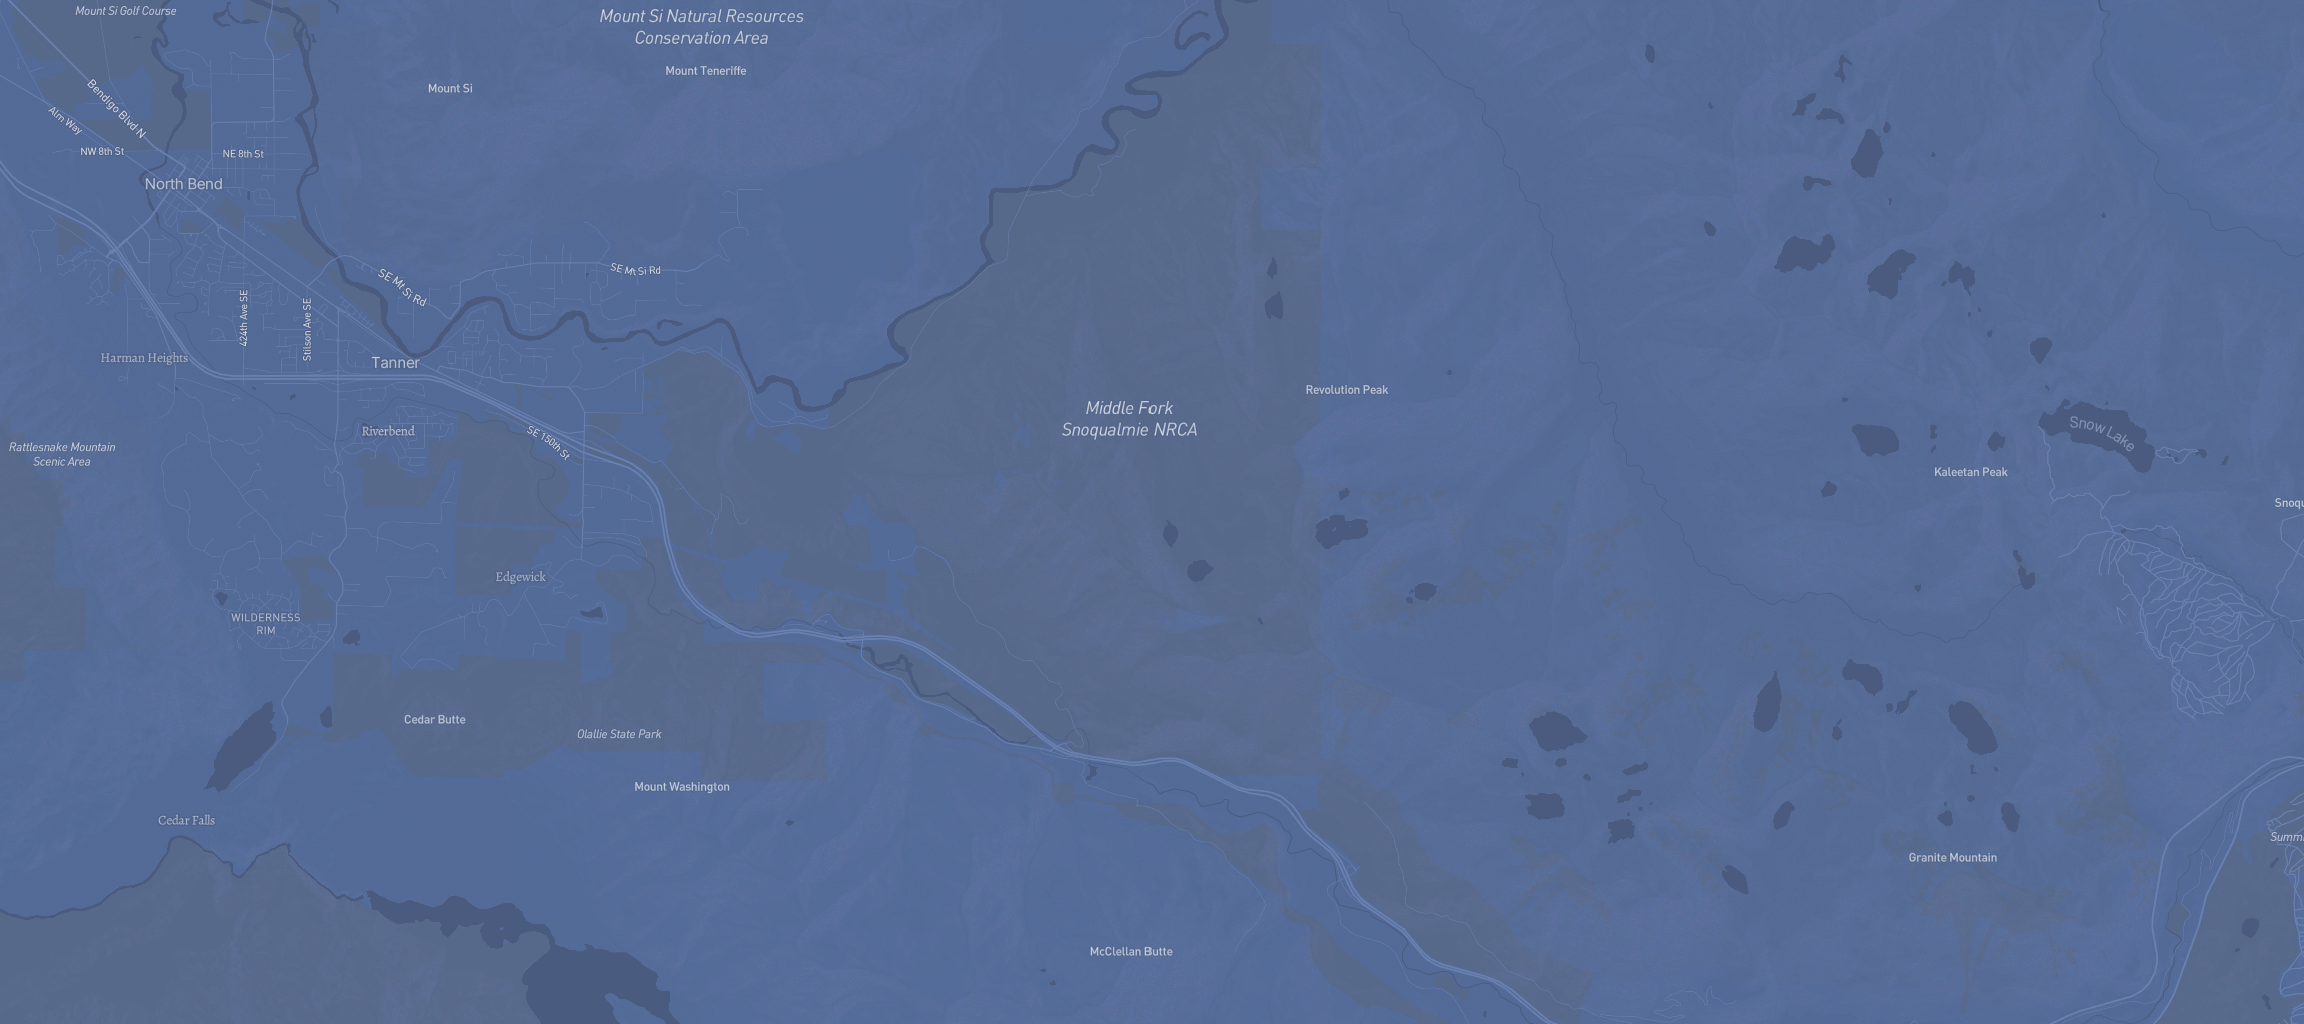 Mount Si Golf Course
Mount Si Natural Resources
Conservation Area
Mount Teneriffe
Mount Si
Bendigo Blvd N
Alm Way
NW 8th St
NE 8th St
North Bend
SE Mt Si Rd
SE Mt Si Rd
424th Ave SE
Stilson Ave SE
Harman Heights
Tanner
Revolution Peak
Middle Fork
Snoqualmie NRCA
Riverbend
SE 150th St
Rattlesnake Mountain
Scenic Area
Snow Lake
Kaleetan Peak
Snoqu
Edgewick
WILDERNESS
RIM
Cedar Butte
Olallie State Park
Mount Washington
Cedar Falls
Summi
Granite Mountain
McClellan Butte